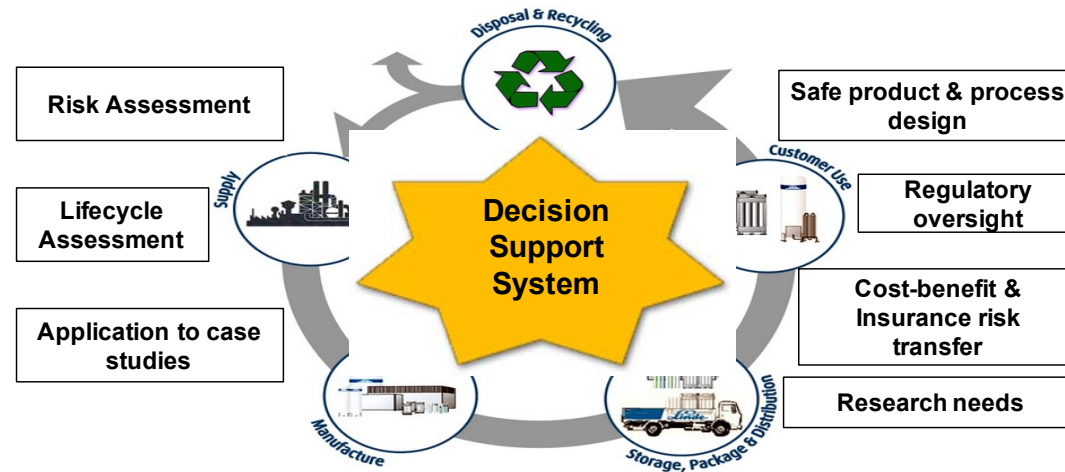 Disposal & Recycling
Risk Assessment
Safe product & process
design
Supply
Customer Use
Lifecycle
Assessment
Decision
Support
System
Regulatory
oversight
Application to case
studies
Cost-benefit &
Insurance risk
transfer
Manufacture
Linde
Storage, Package & Distribution
Research needs